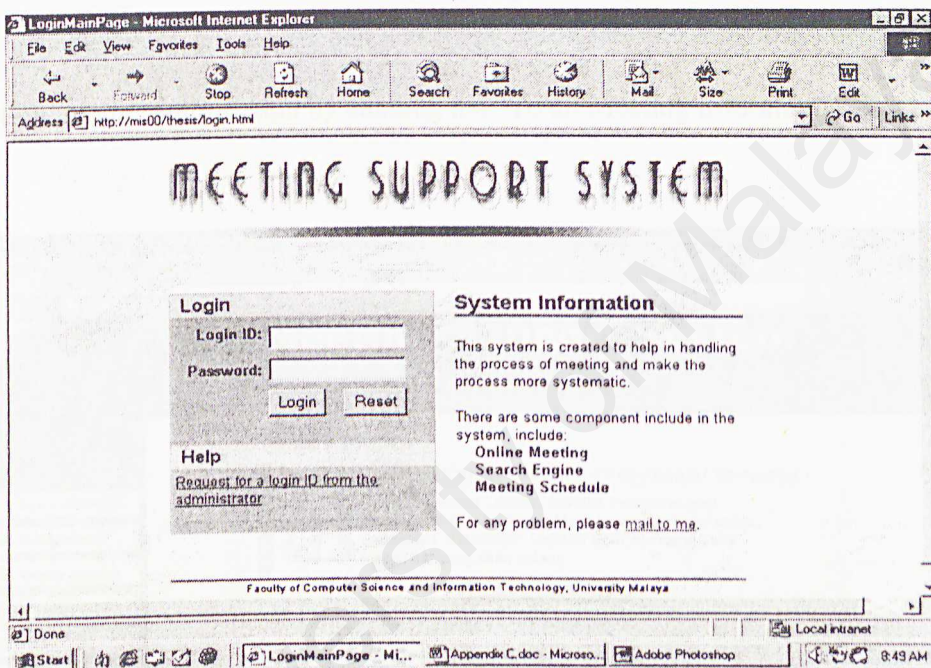 LoginMainPage - Microsoft Internet Explorer
File Edit View Favorites Tools Help
Back Forward Stop Refresh Home Search Favorites History Mail Size Print Edit
Address http://mis00/thesis/login.html Go Links
MEETING SUPPORT SYSTEM
Login
Login ID:
Password:
Login Reset
Help
Request for a login ID from the
administrator
System Information
This system is created to help in handling
the process of meeting and make the
process more systematic.
There are some component include in the
system, include:
Online Meeting
Search Engine
Meeting Schedule
For any problem, please mail to me.
Faculty of Computer Science and Information Technology, University Malaya
Done Local intranet
Start LoginMainPage - Mi... Appendix C.doc - Microso... Adobe Photoshop 8:49 AM
University of Malaya